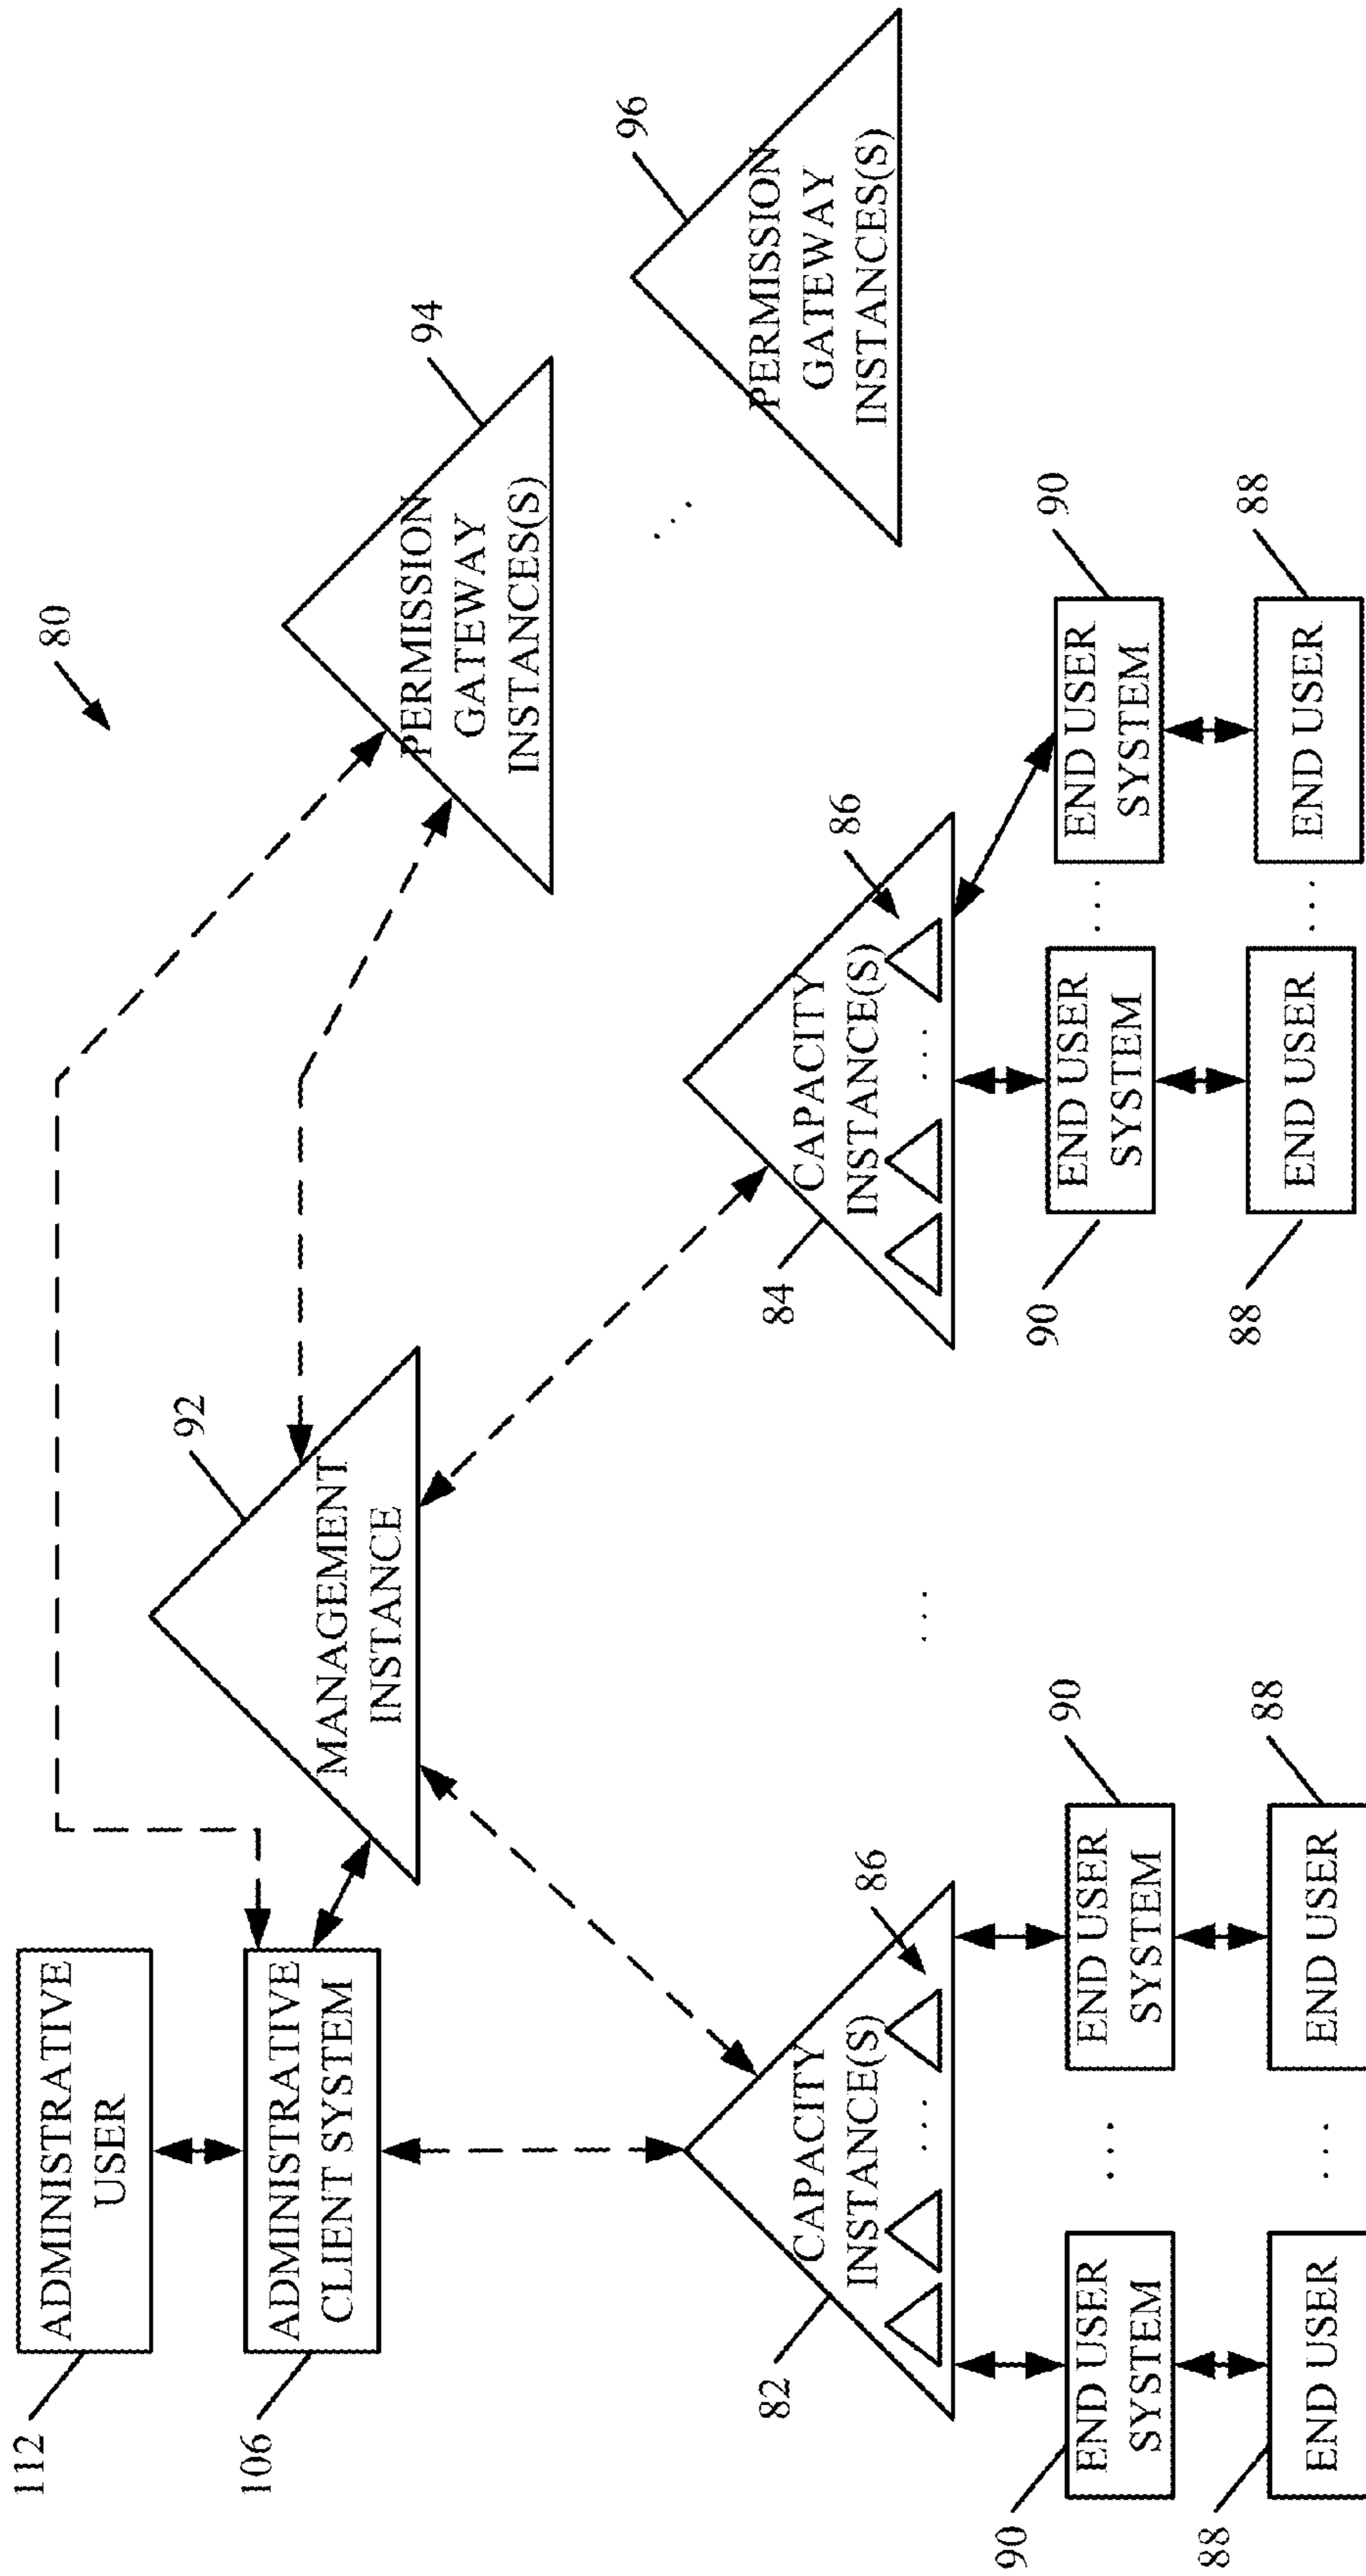 80
112
ADMINISTRATIVE
USER
106
ADMINISTRATIVE
CLIENT SYSTEM
92
MANAGEMENT
INSTANCE
94
PERMISSION
GATEWAY
INSTANCES(S)
. . .
96
PERMISSION
GATEWAY
INSTANCES(S)
82
CAPACITY
INSTANCE(S)
. . .
86
. . .
84
CAPACITY
INSTANCE(S)
. . .
86
90
END USER
SYSTEM
. . .
END USER
SYSTEM
90
90
END USER
SYSTEM
. . .
END USER
SYSTEM
90
88
END USER
. . .
END USER
88
88
END USER
. . .
END USER
88